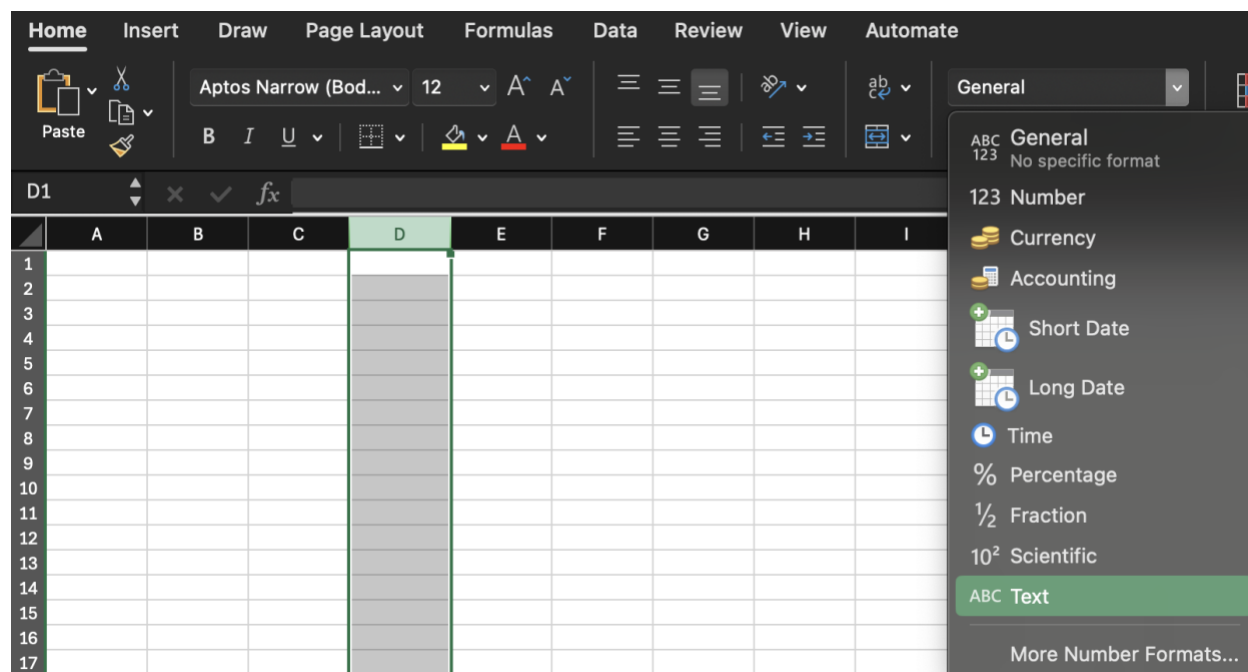 Home Insert Draw Page Layout Formulas Data Review View Automate
Aptos Narrow (Bod... 12 A^ Aˇ ab c General
Paste B I U A
D1 fx
A B C D E F G H I
1
2
3
4
5
6
7
8
9
10
11
12
13
14
15
16
17
ABC 123 General
No specific format
123 Number
Currency
Accounting
Short Date
Long Date
Time
% Percentage
½ Fraction
10² Scientific
ABC Text
More Number Formats...